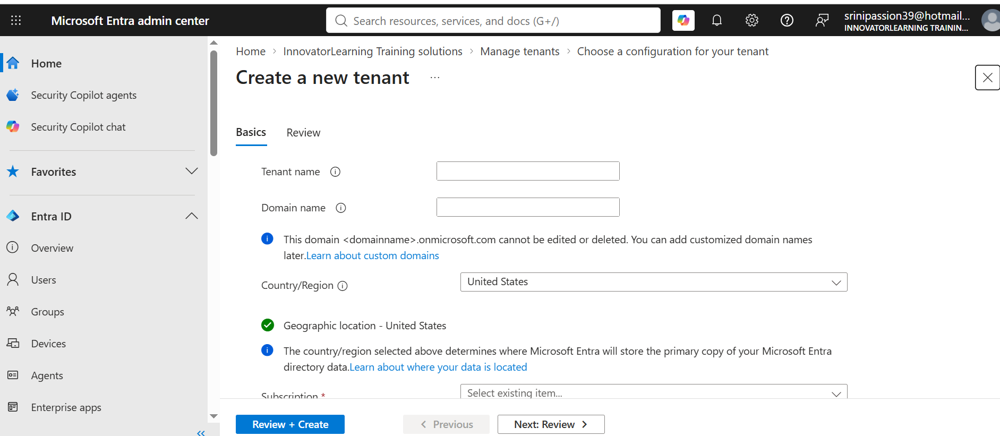 Microsoft Entra admin center
Search resources, services, and docs (G+/)
srinipassion39@hotmail...
INNOVATORLEARNING TRAININ...
Home
Security Copilot agents
Security Copilot chat
Favorites
Entra ID
Overview
Users
Groups
Devices
Agents
Enterprise apps
Home > InnovatorLearning Training solutions > Manage tenants > Choose a configuration for your tenant
Create a new tenant ...
Basics Review
Tenant name
Domain name
This domain <domainname>.onmicrosoft.com cannot be edited or deleted. You can add customized domain names
later.Learn about custom domains
Country/Region United States
Geographic location - United States
The country/region selected above determines where Microsoft Entra will store the primary copy of your Microsoft Entra
directory data.Learn about where your data is located
Subscription * Select existing item...
Review + Create < Previous Next: Review >